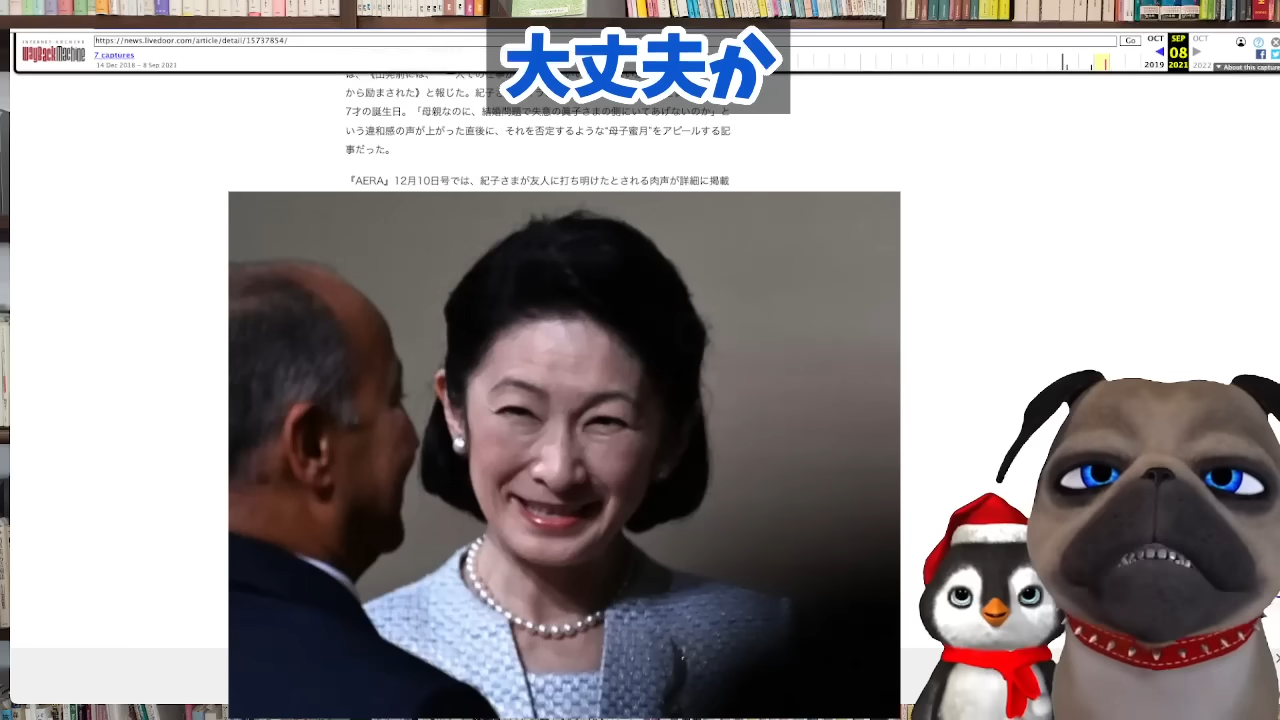 大丈夫か
INTERNET ARCHIVE
WayBackMachine
https://news.livedoor.com/article/detail/15737854/
Go
OCT SEP OCT
08
2019 2021 2022
7 captures
14 Dec 2018 – 8 Sep 2021
About this capture
から励まされた》と報じた。紀子
7才の誕生日。「母親なのに、結婚問題で失意の眞子さまの側にいてあげないのか」と
いう違和感の声が上がった直後に、それを否定するような“母子蜜月”をアピールする記
事だった。
『AERA』12月10日号では、紀子さまが友人に打ち明けたとされる肉声が詳細に掲載